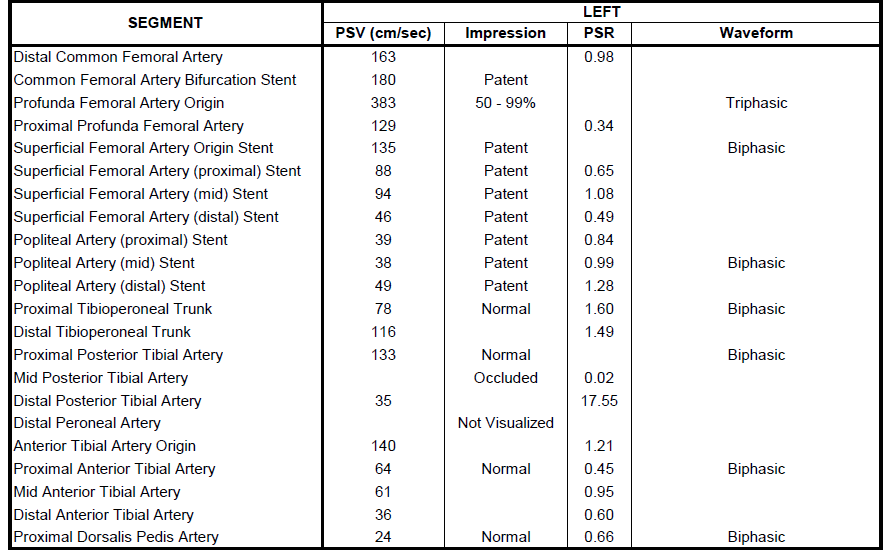 SEGMENT LEFT
PSV (cm/sec) Impression PSR Waveform
Distal Common Femoral Artery 163 0.98
Common Femoral Artery Bifurcation Stent 180 Patent
Profunda Femoral Artery Origin 383 50 - 99% Triphasic
Proximal Profunda Femoral Artery 129 0.34
Superficial Femoral Artery Origin Stent 135 Patent Biphasic
Superficial Femoral Artery (proximal) Stent 88 Patent 0.65
Superficial Femoral Artery (mid) Stent 94 Patent 1.08
Superficial Femoral Artery (distal) Stent 46 Patent 0.49
Popliteal Artery (proximal) Stent 39 Patent 0.84
Popliteal Artery (mid) Stent 38 Patent 0.99 Biphasic
Popliteal Artery (distal) Stent 49 Patent 1.28
Proximal Tibioperoneal Trunk 78 Normal 1.60 Biphasic
Distal Tibioperoneal Trunk 116 1.49
Proximal Posterior Tibial Artery 133 Normal Biphasic
Mid Posterior Tibial Artery Occluded 0.02
Distal Posterior Tibial Artery 35 17.55
Distal Peroneal Artery Not Visualized
Anterior Tibial Artery Origin 140 1.21
Proximal Anterior Tibial Artery 64 Normal 0.45 Biphasic
Mid Anterior Tibial Artery 61 0.95
Distal Anterior Tibial Artery 36 0.60
Proximal Dorsalis Pedis Artery 24 Normal 0.66 Biphasic